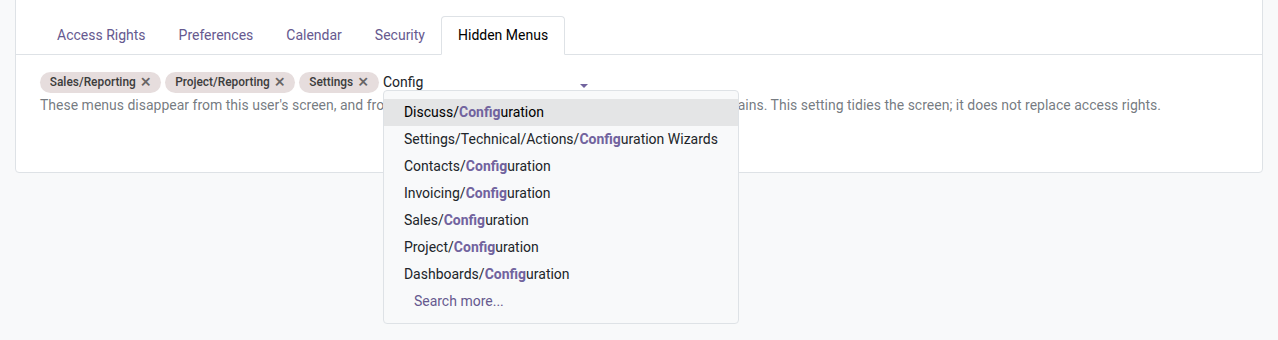 Access Rights Preferences Calendar Security Hidden Menus
Sales/Reporting ✕ Project/Reporting ✕ Settings ✕ Config
These menus disappear from this user's screen, and fro ains. This setting tidies the screen; it does not replace access rights.
Discuss/Configuration
Settings/Technical/Actions/Configuration Wizards
Contacts/Configuration
Invoicing/Configuration
Sales/Configuration
Project/Configuration
Dashboards/Configuration
Search more...